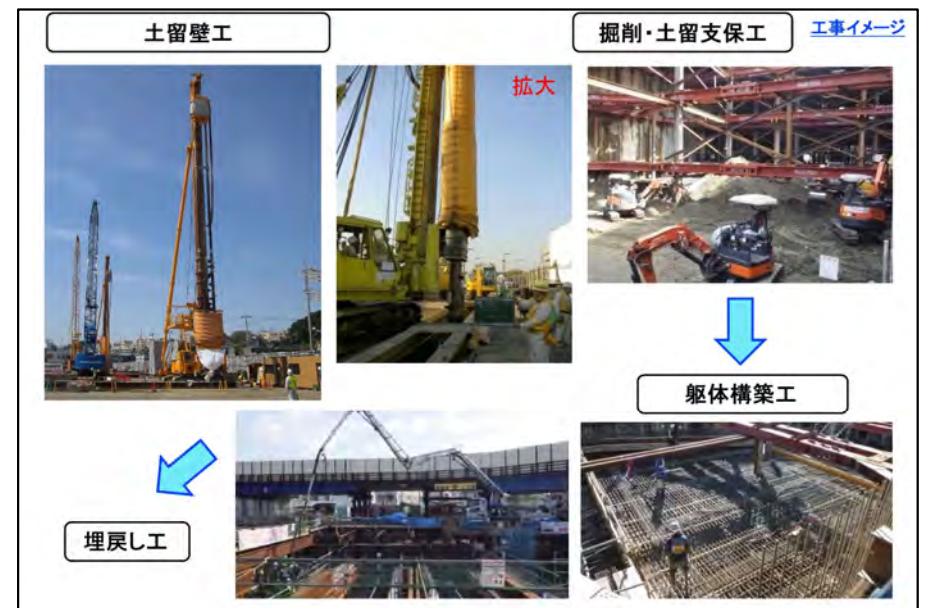 土留壁工
掘削・土留支保工
工事イメージ
拡大
躯体構築工
埋戻し工